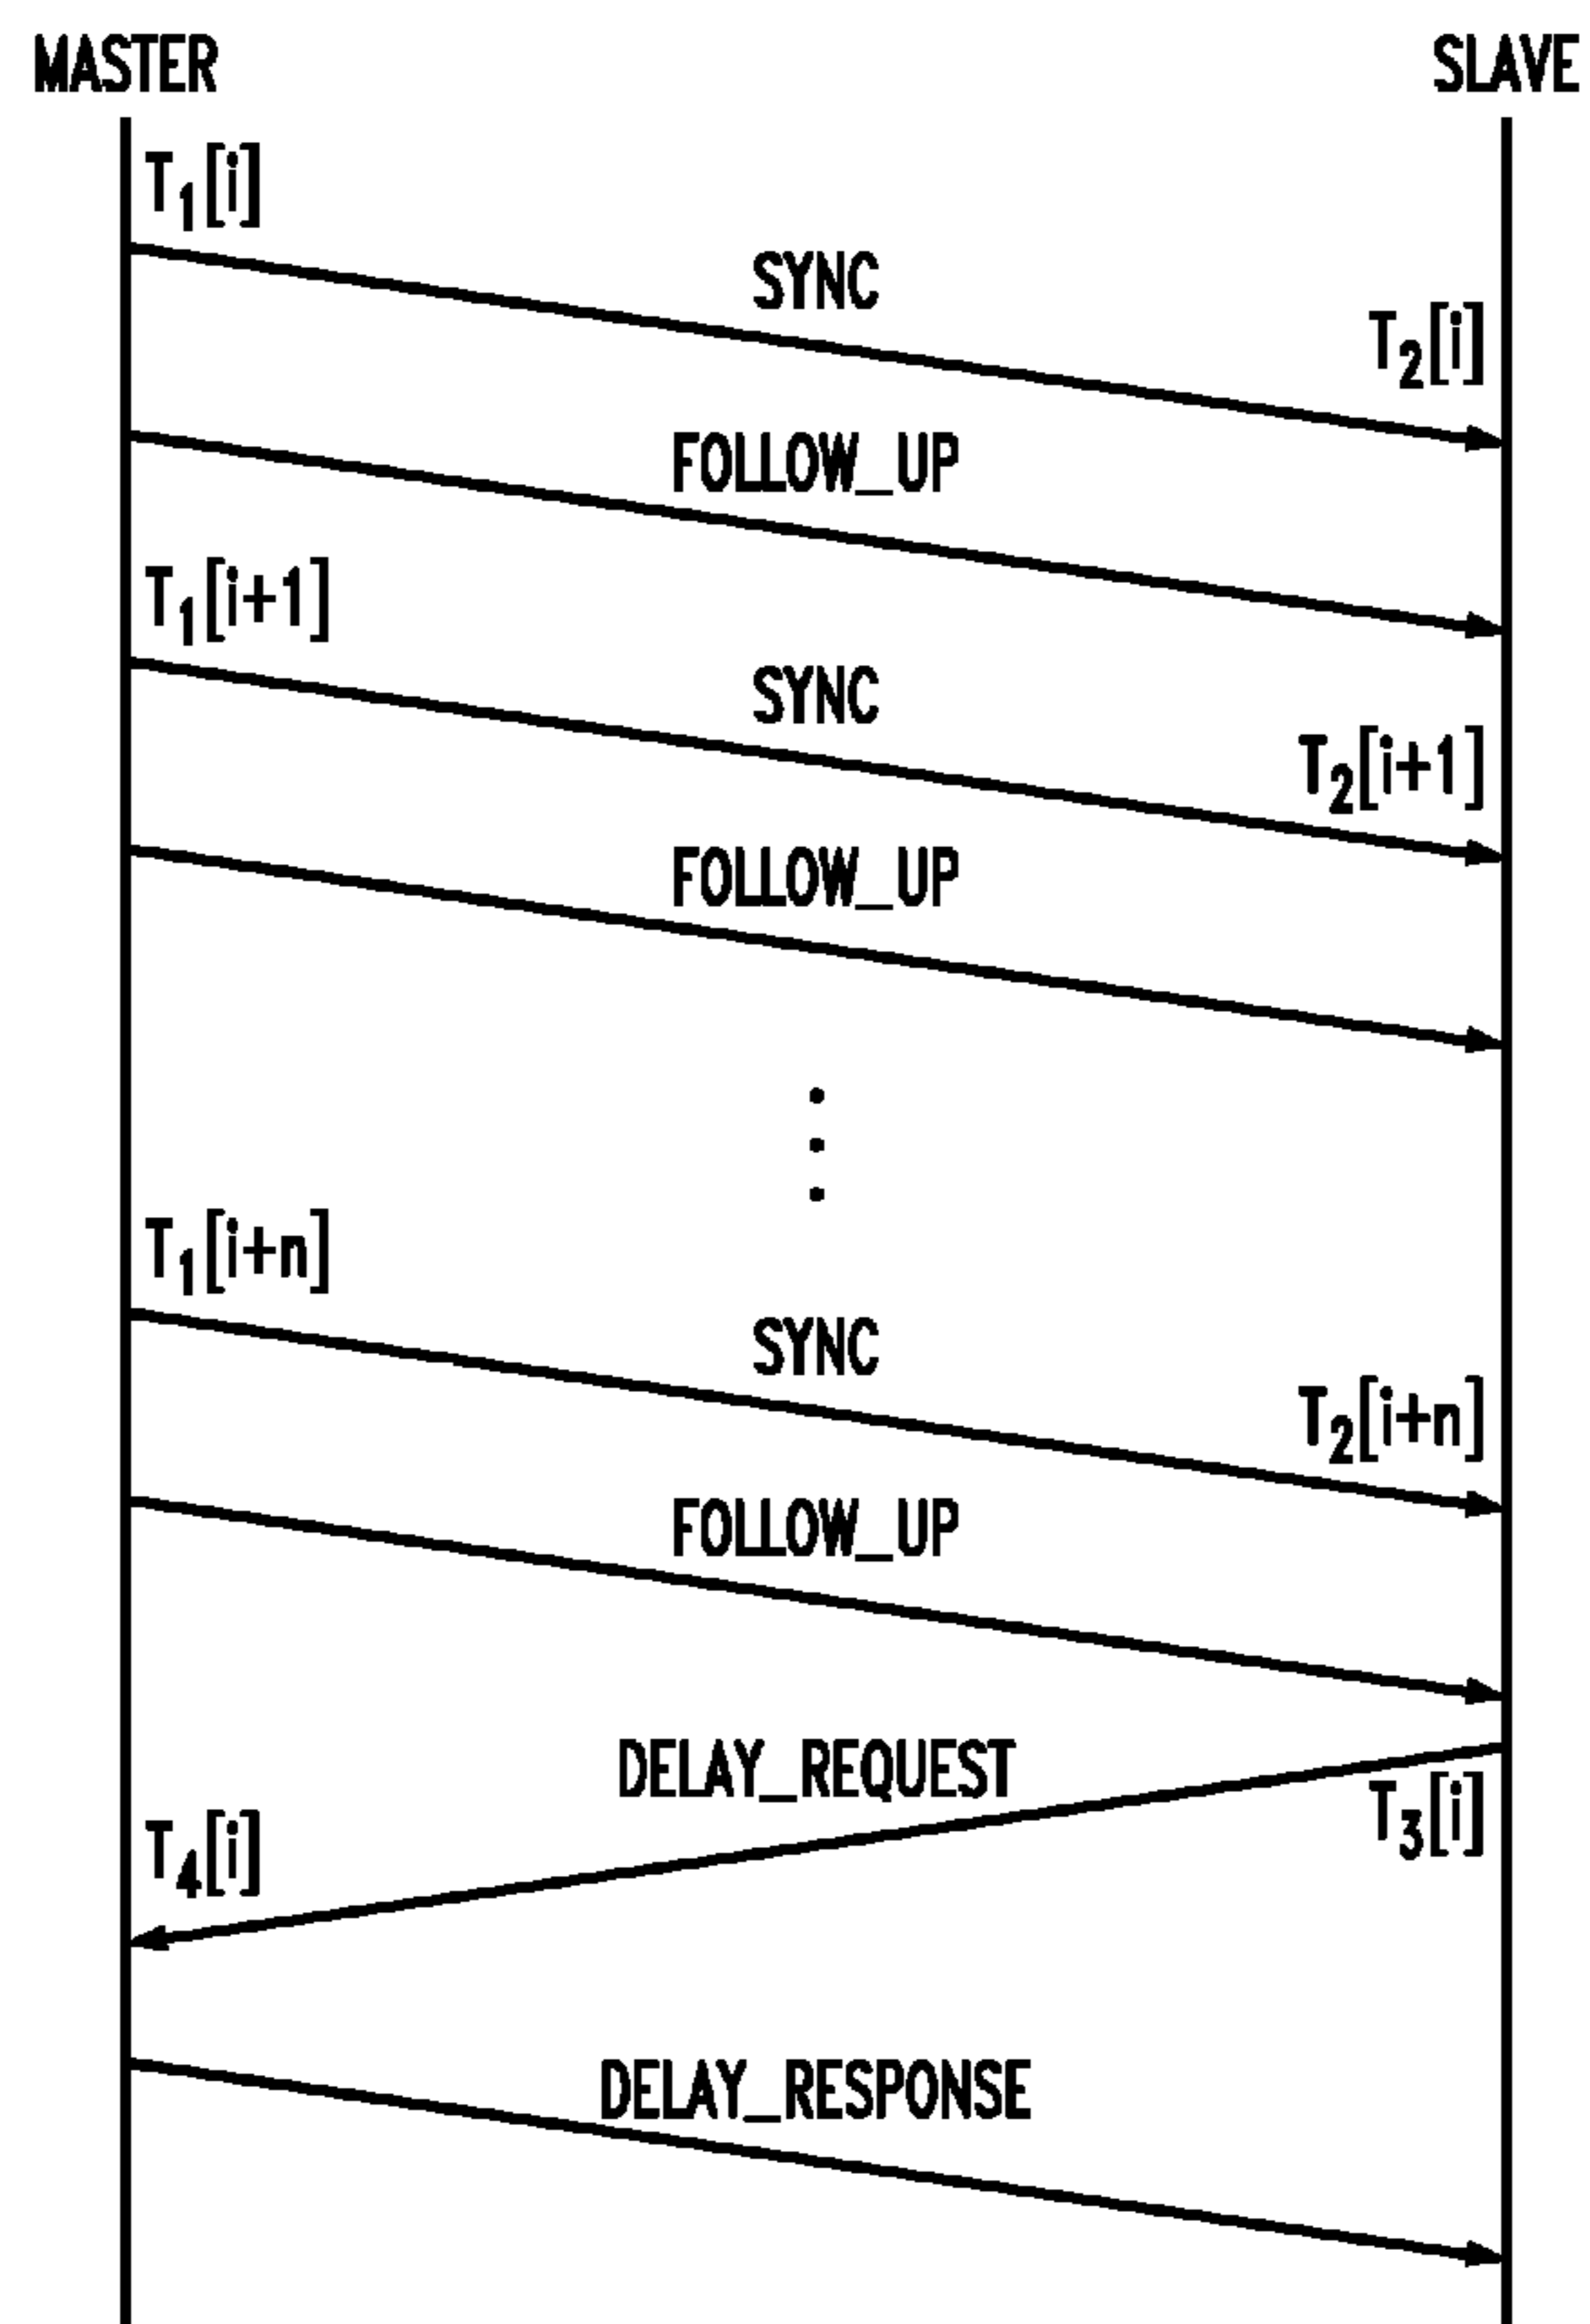 MASTER SLAVE
T1[i]
SYNC
T2[i]
FOLLOW_UP
T1[i+1]
SYNC
T2[i+1]
FOLLOW_UP
T1[i+n]
SYNC
T2[i+n]
FOLLOW_UP
DELAY_REQUEST
T3[i]
T4[i]
DELAY_RESPONSE